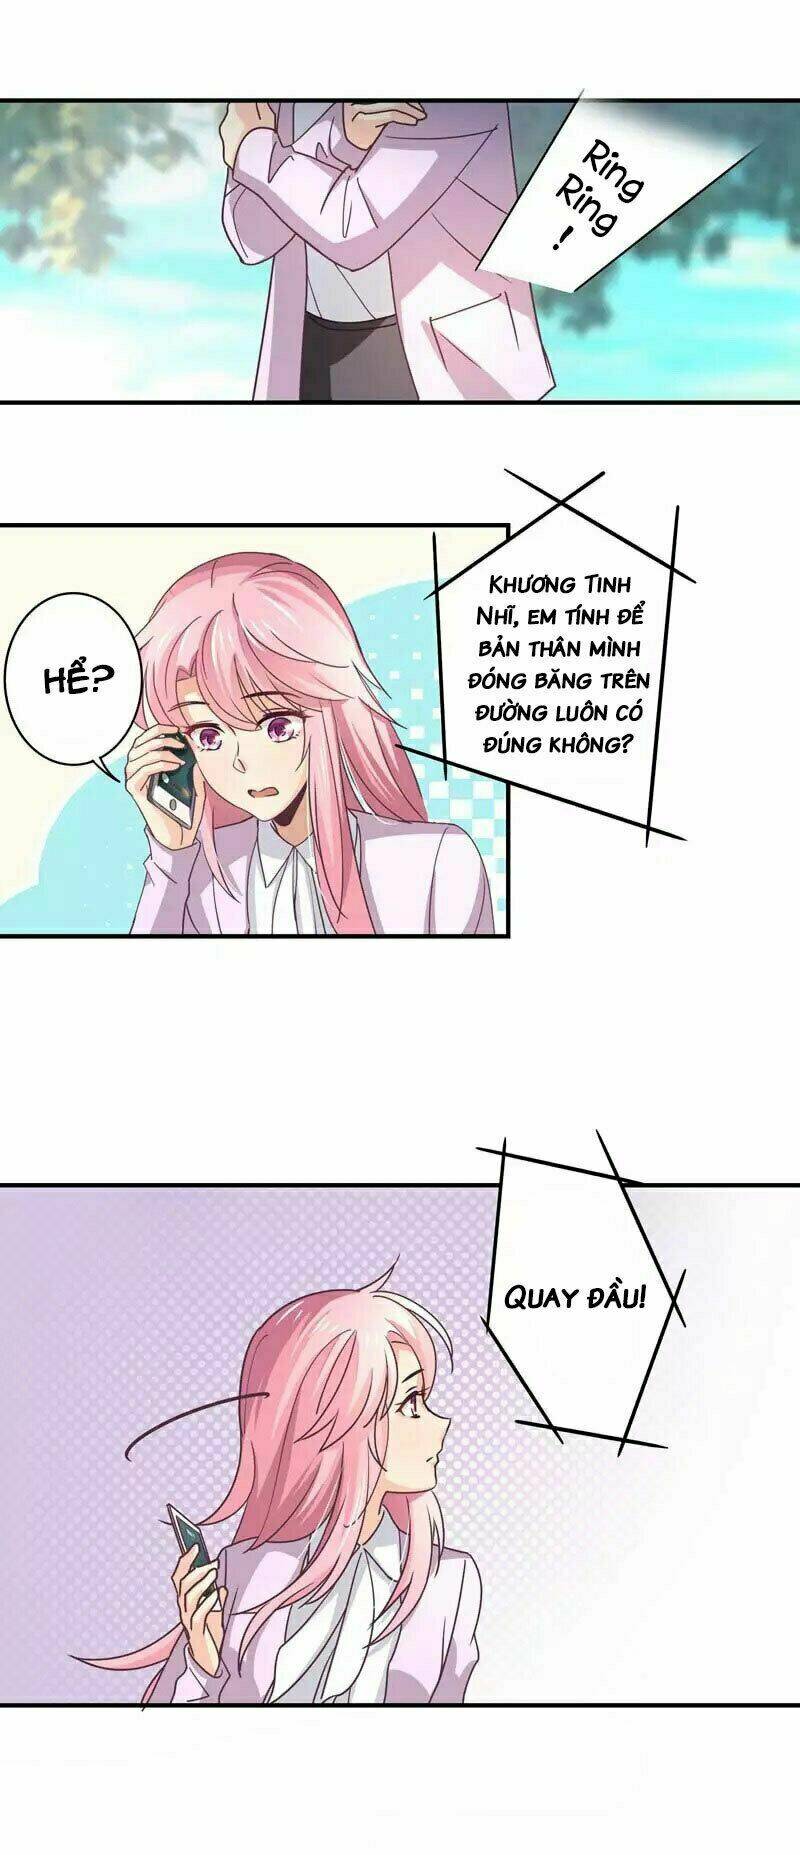 Ring
Ring
!
HỂ?
KHƯƠNG TINH
NHĨ, EM TÍNH ĐỂ
BẢN THÂN MÌNH
ĐÓNG BĂNG TRÊN
ĐƯỜNG LUÔN CÓ
ĐÚNG KHÔNG?
QUAY ĐẦU!